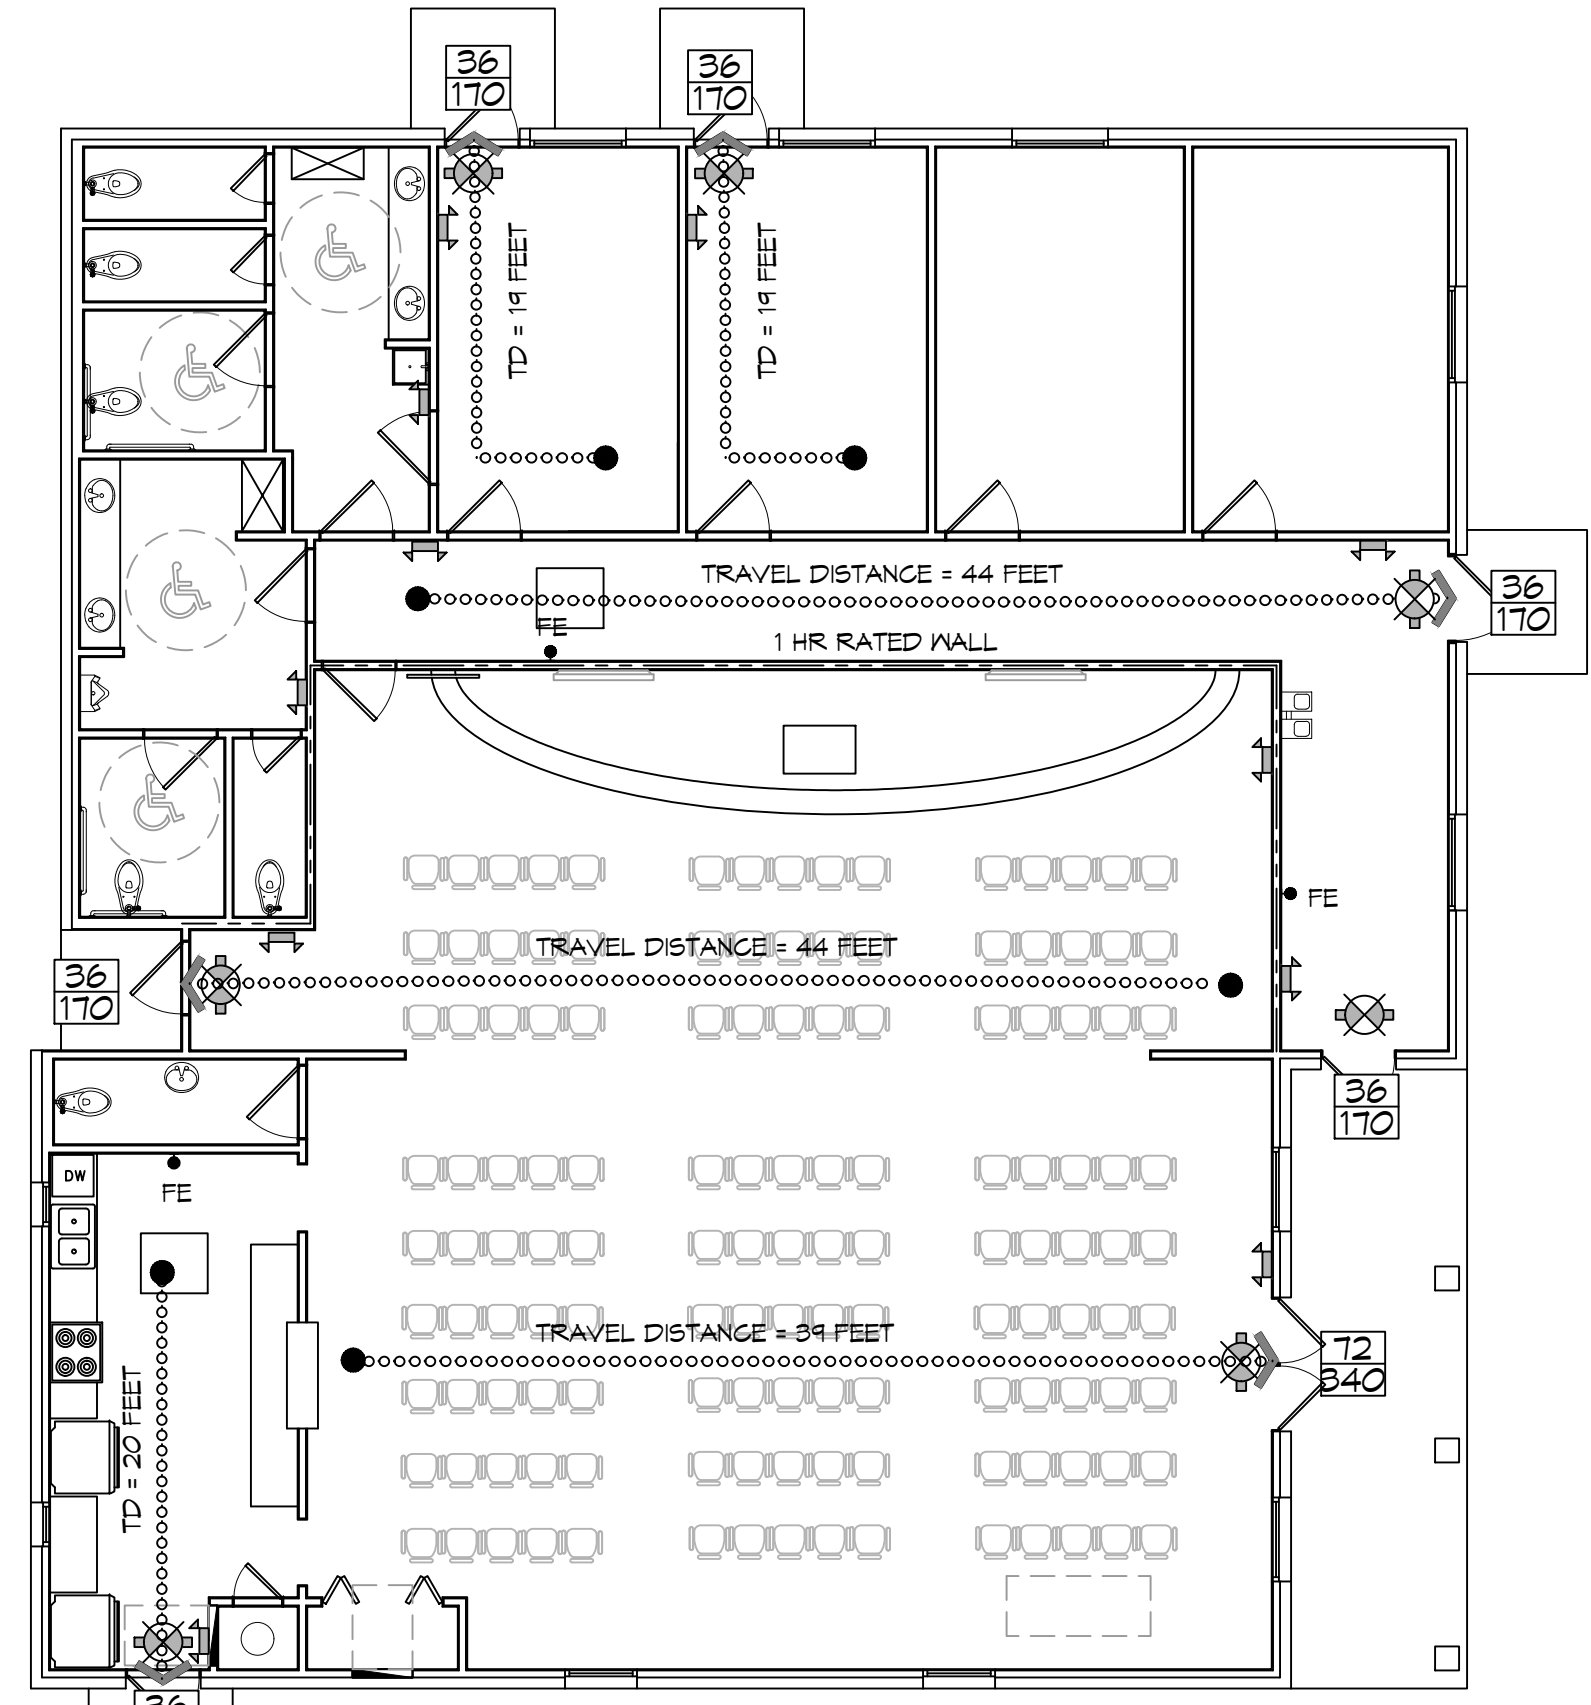 36
170
36
170
TD = 19 FEET
TD = 19 FEET
TRAVEL DISTANCE = 44 FEET
36
170
FE
1 HR RATED WALL
FE
TRAVEL DISTANCE = 44 FEET
36
170
36
170
DW
FE
TRAVEL DISTANCE = 39 FEET
72
340
TD = 20 FEET
36